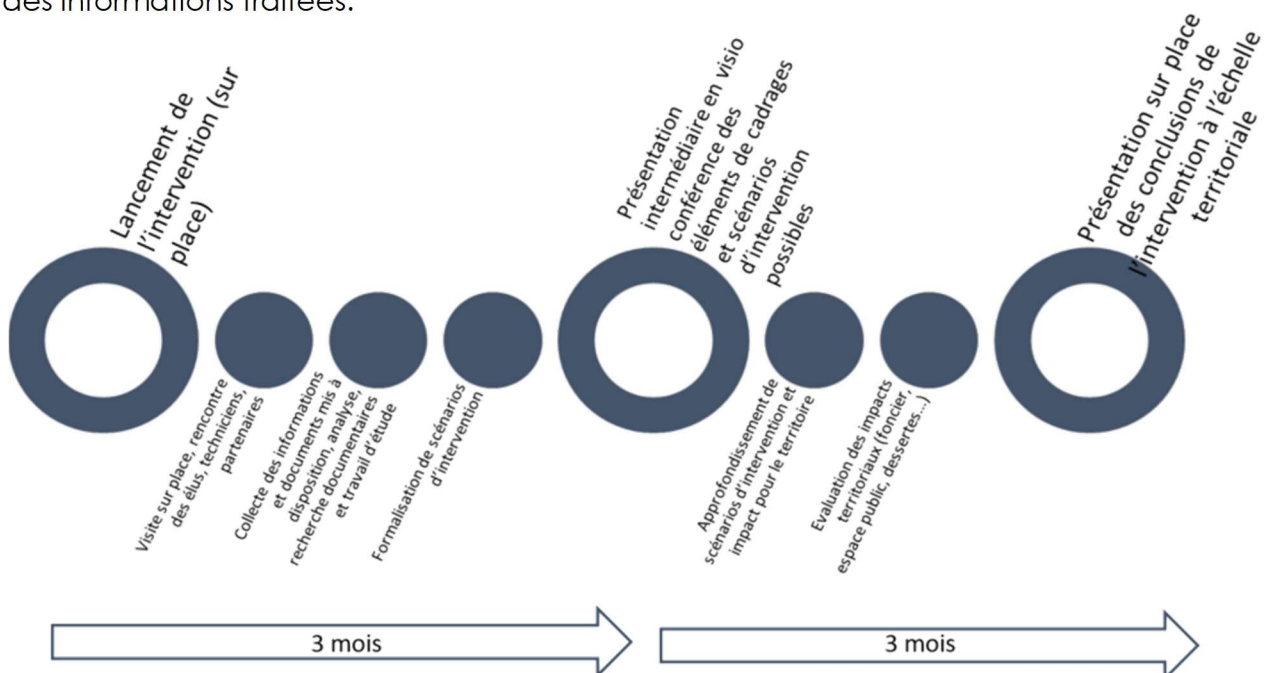 des informations traitées.
Lancement de
l'intervention (sur
place)
Visite sur place, rencontre
des élus, techniciens,
partenaires
Collecte des informations
et documents mis à
disposition, analyse,
recherche documentaires
et travail d'étude
Formalisation de scénarios
d'intervention
Présentation
intermédiaire en visio
conférence des
éléments de cadrages
et scénarios
d'intervention
possibles
Approfondissement de
scénarios d'intervention et
impact pour le territoire
Evaluation des impacts
territoriaux (foncier,
espace public, dessertes...)
Présentation sur place
des conclusions de
l'intervention à l'échelle
territoriale
3 mois
3 mois